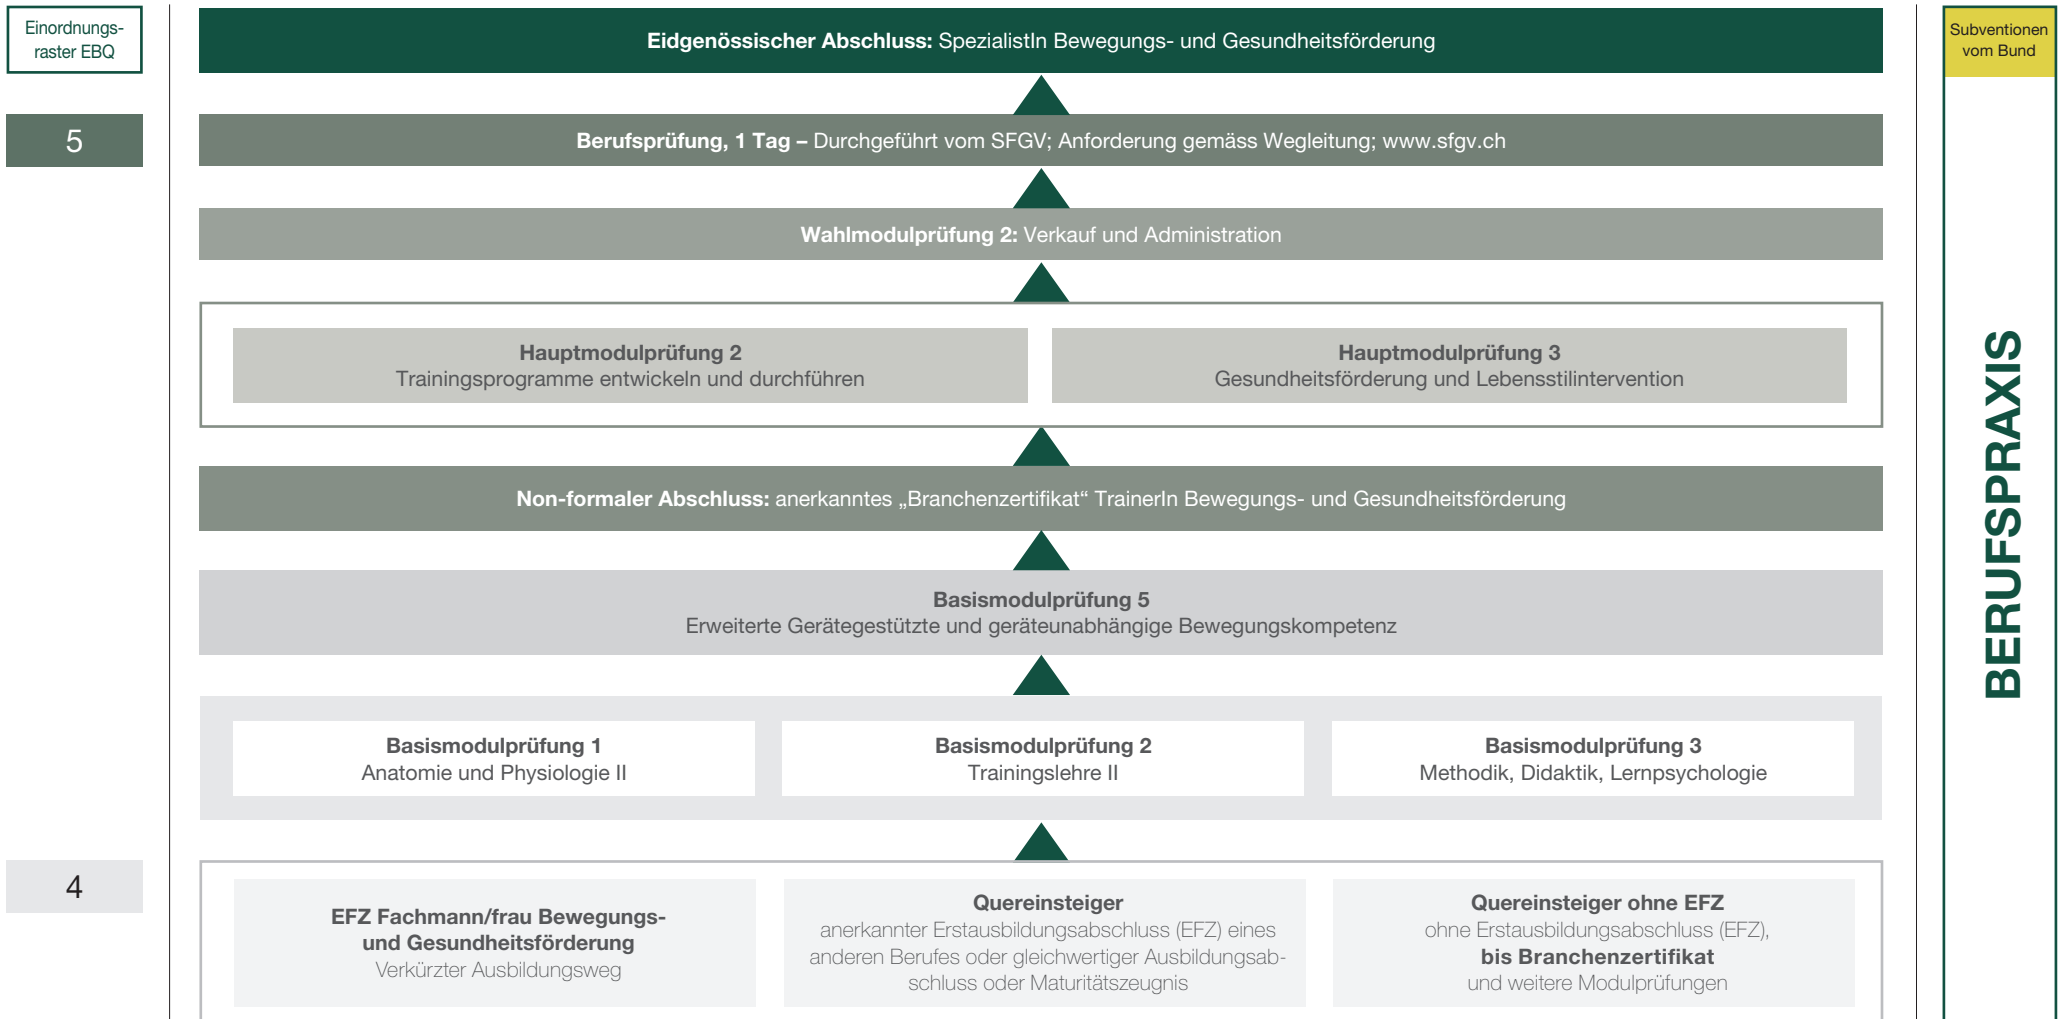 Einordnungs-
raster EBQ
Eidgenössischer Abschluss: SpezialistIn Bewegungs- und Gesundheitsförderung
Subventionen
vom Bund
5
Berufsprüfung, 1 Tag – Durchgeführt vom SFGV; Anforderung gemäss Wegleitung; www.sfgv.ch
Wahlmodulprüfung 2: Verkauf und Administration
Hauptmodulprüfung 2
Trainingsprogramme entwickeln und durchführen
Hauptmodulprüfung 3
Gesundheitsförderung und Lebensstilintervention
BERUFSPRAXIS
Non-formaler Abschluss: anerkanntes „Branchenzertifikat“ TrainerIn Bewegungs- und Gesundheitsförderung
Basismodulprüfung 5
Erweiterte Gerätegestützte und geräteunabhängige Bewegungskompetenz
Basismodulprüfung 1
Anatomie und Physiologie II
Basismodulprüfung 2
Trainingslehre II
Basismodulprüfung 3
Methodik, Didaktik, Lernpsychologie
4
EFZ Fachmann/frau Bewegungs-
und Gesundheitsförderung
Verkürzter Ausbildungsweg
Quereinsteiger
anerkannter Erstausbildungsabschluss (EFZ) eines
anderen Berufes oder gleichwertiger Ausbildungsab-
schluss oder Maturitätszeugnis
Quereinsteiger ohne EFZ
ohne Erstausbildungsabschluss (EFZ),
bis Branchenzertifikat
und weitere Modulprüfungen